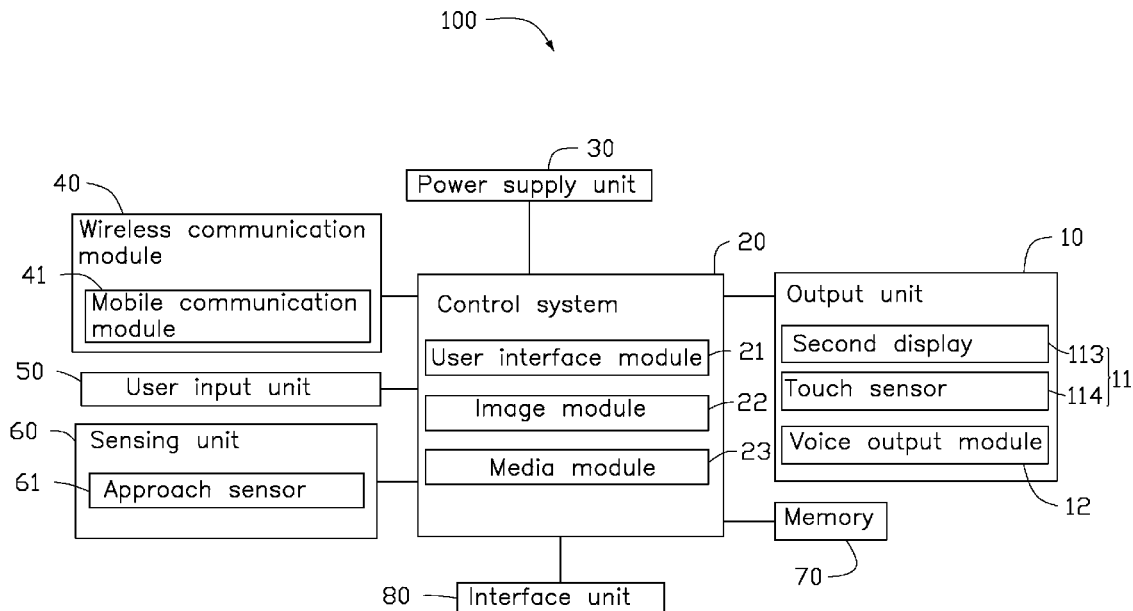 100
30
Power supply unit
40
Wireless communication
module
41
Mobile communication
module
20
Control system
User interface module
21
Image module
22
Media module
23
10
Output unit
Second display
113
Touch sensor
114
11
Voice output module
12
50
User input unit
60
Sensing unit
61
Approach sensor
Memory
70
80
Interface unit